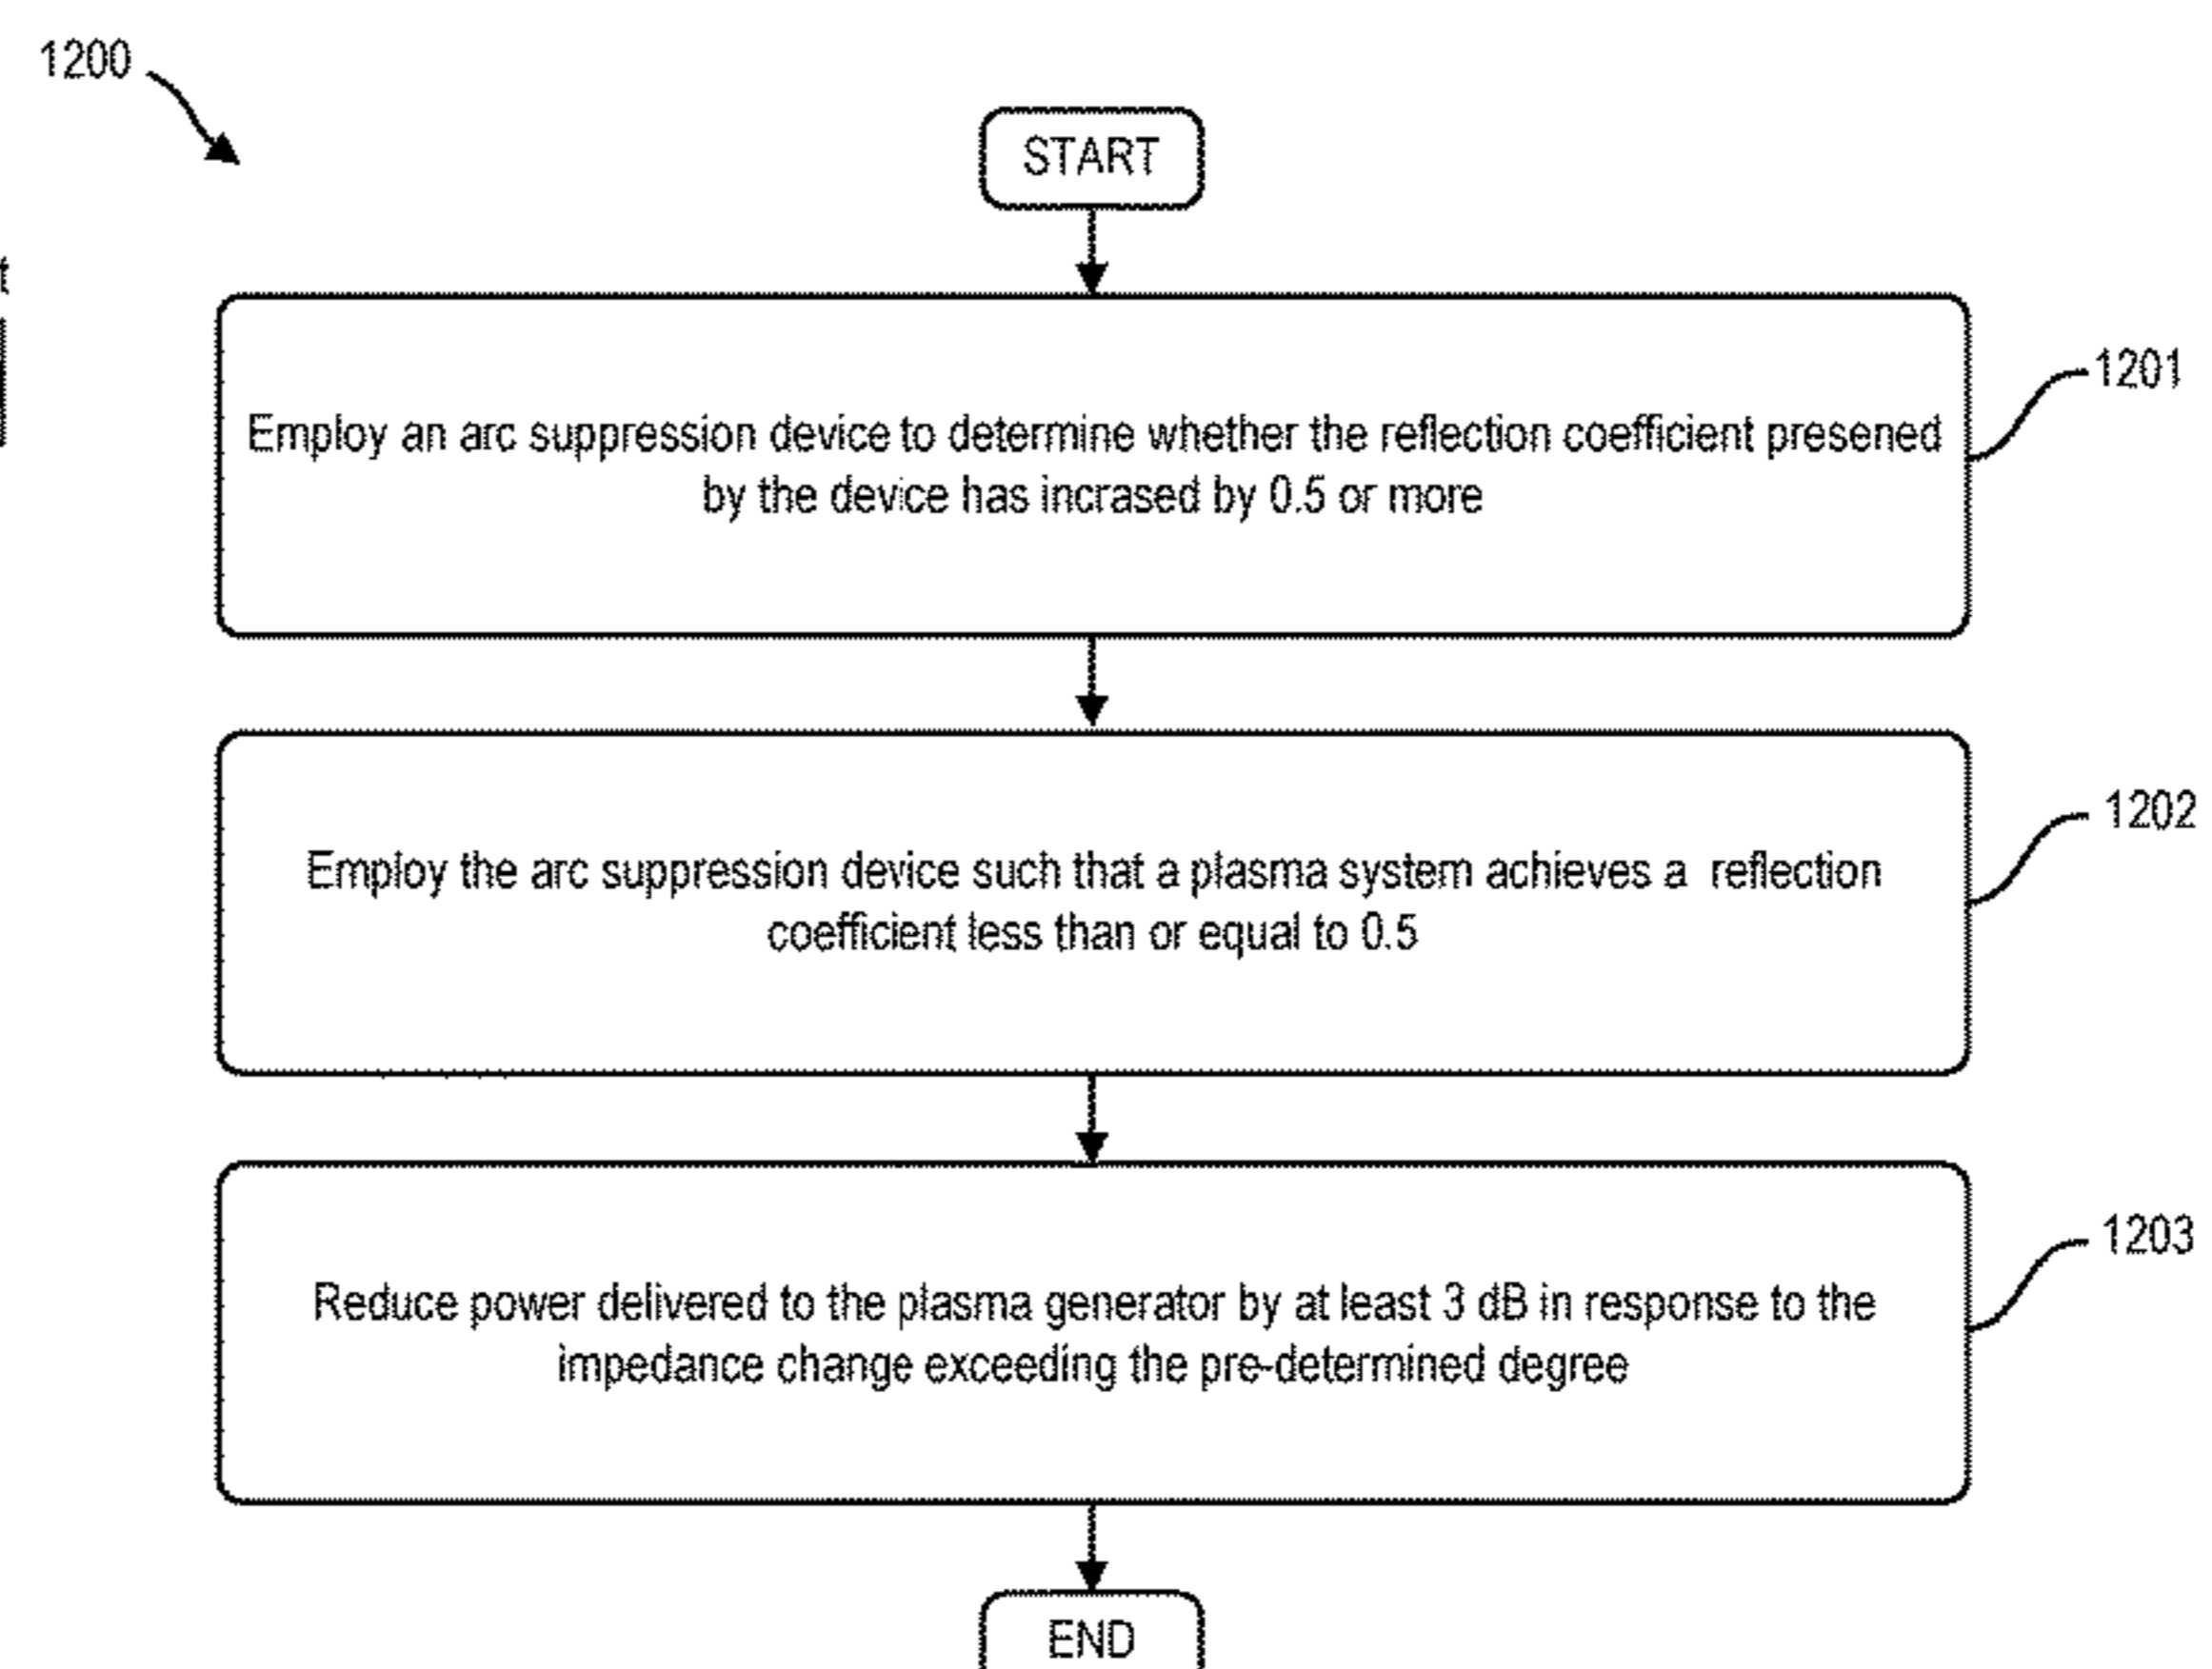 1200
START
Employ an arc suppression device to determine whether the reflection coefficient presened
by the device has incrased by 0.5 or more
1201
Employ the arc suppression device such that a plasma system achieves a reflection
coefficient less than or equal to 0.5
1202
Reduce power delivered to the plasma generator by at least 3 dB in response to the
impedance change exceeding the pre-determined degree
1203
END